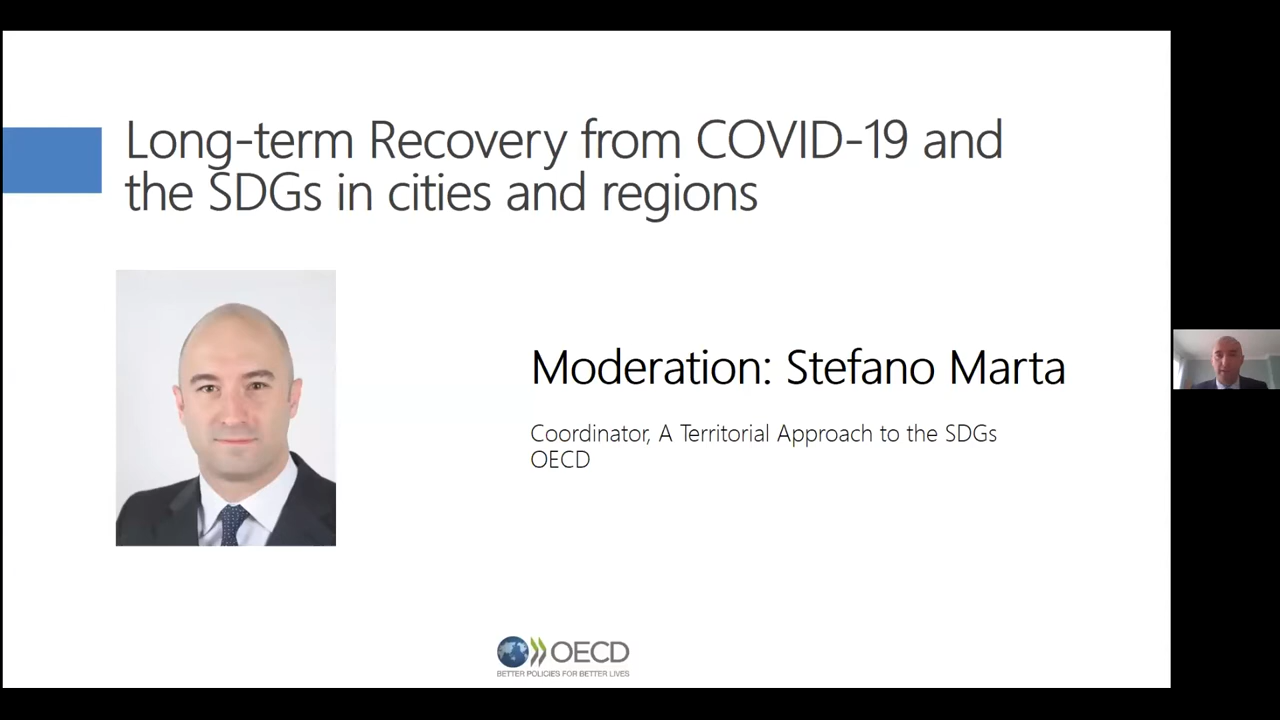 Long-term Recovery from COVID-19 and
the SDGs in cities and regions
Moderation: Stefano Marta
Coordinator, A Territorial Approach to the SDGs
OECD
OECD
BETTER POLICIES FOR BETTER LIVES